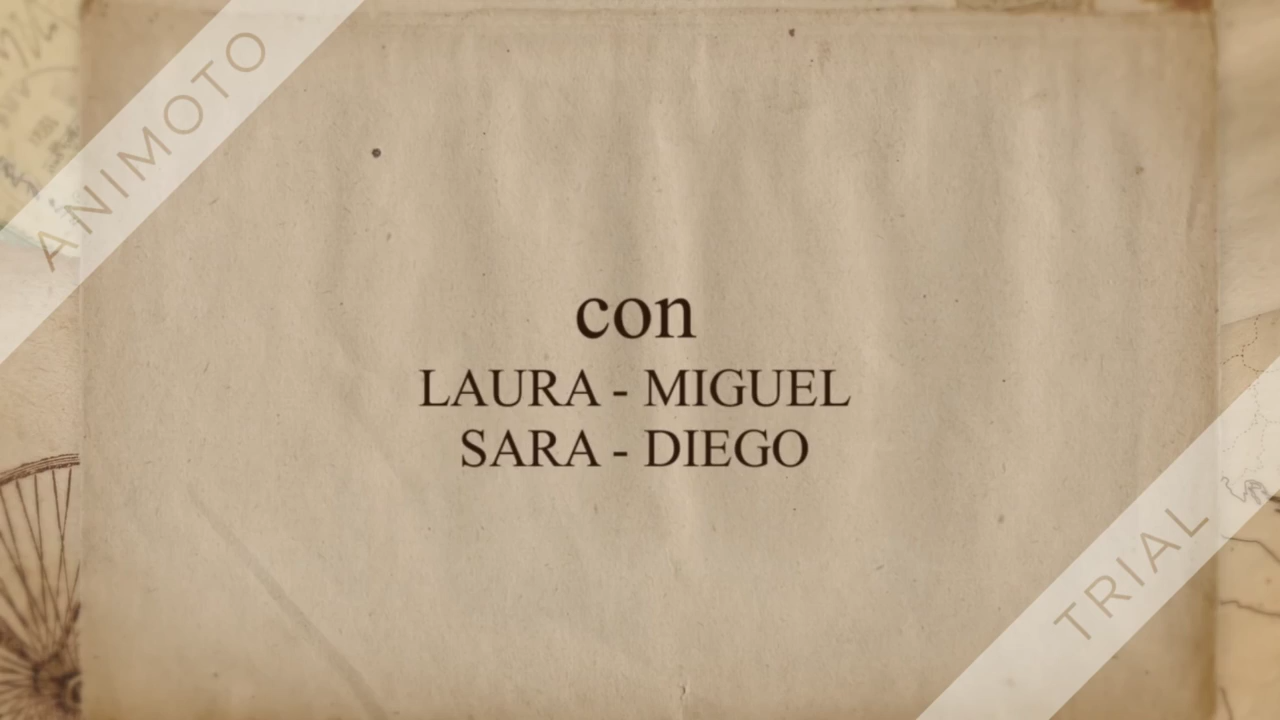 ANIMOTO
con
LAURA - MIGUEL
SARA - DIEGO
TRIAL